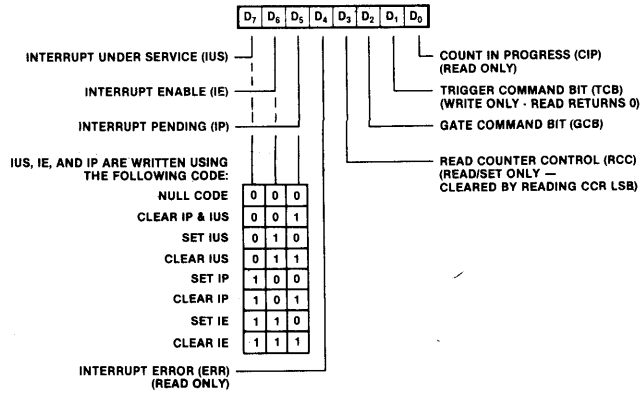 D7 D6 D5 D4 D3 D2 D1 D0
INTERRUPT UNDER SERVICE (IUS)
INTERRUPT ENABLE (IE)
INTERRUPT PENDING (IP)
IUS, IE, AND IP ARE WRITTEN USING
THE FOLLOWING CODE:
NULL CODE 0 0 0
CLEAR IP & IUS 0 0 1
SET IUS 0 1 0
CLEAR IUS 0 1 1
SET IP 1 0 0
CLEAR IP 1 0 1
SET IE 1 1 0
CLEAR IE 1 1 1
INTERRUPT ERROR (ERR)
(READ ONLY)
COUNT IN PROGRESS (CIP)
(READ ONLY)
TRIGGER COMMAND BIT (TCB)
(WRITE ONLY - READ RETURNS 0)
GATE COMMAND BIT (GCB)
READ COUNTER CONTROL (RCC)
(READ/SET ONLY —
CLEARED BY READING CCR LSB)